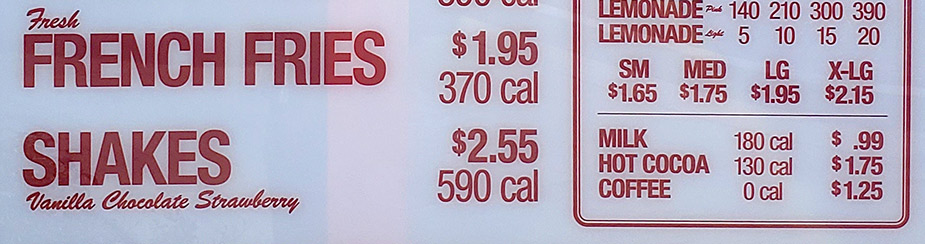 Fresh
FRENCH FRIES $1.95
370 cal
SHAKES $2.55
Vanilla Chocolate Strawberry 590 cal
LEMONADE Pink 140 210 300 390
LEMONADE Light 5 10 15 20
SM MED LG X-LG
$1.65 $1.75 $1.95 $2.15
MILK 180 cal $ .99
HOT COCOA 130 cal $1.75
COFFEE 0 cal $1.25